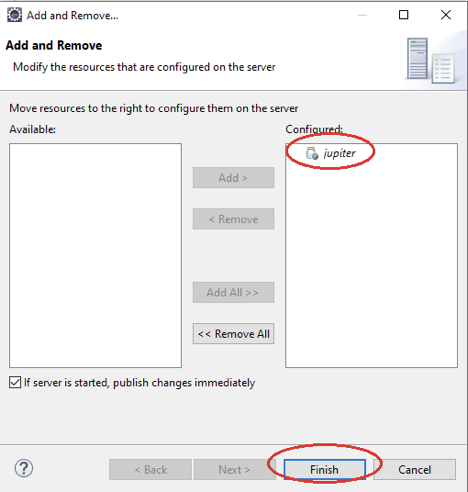 Add and Remove...
Add and Remove
Modify the resources that are configured on the server
Move resources to the right to configure them on the server
Available:
Configured:
jupiter
Add >
< Remove
Add All >>
<< Remove All
If server is started, publish changes immediately
?
< Back
Next >
Finish
Cancel